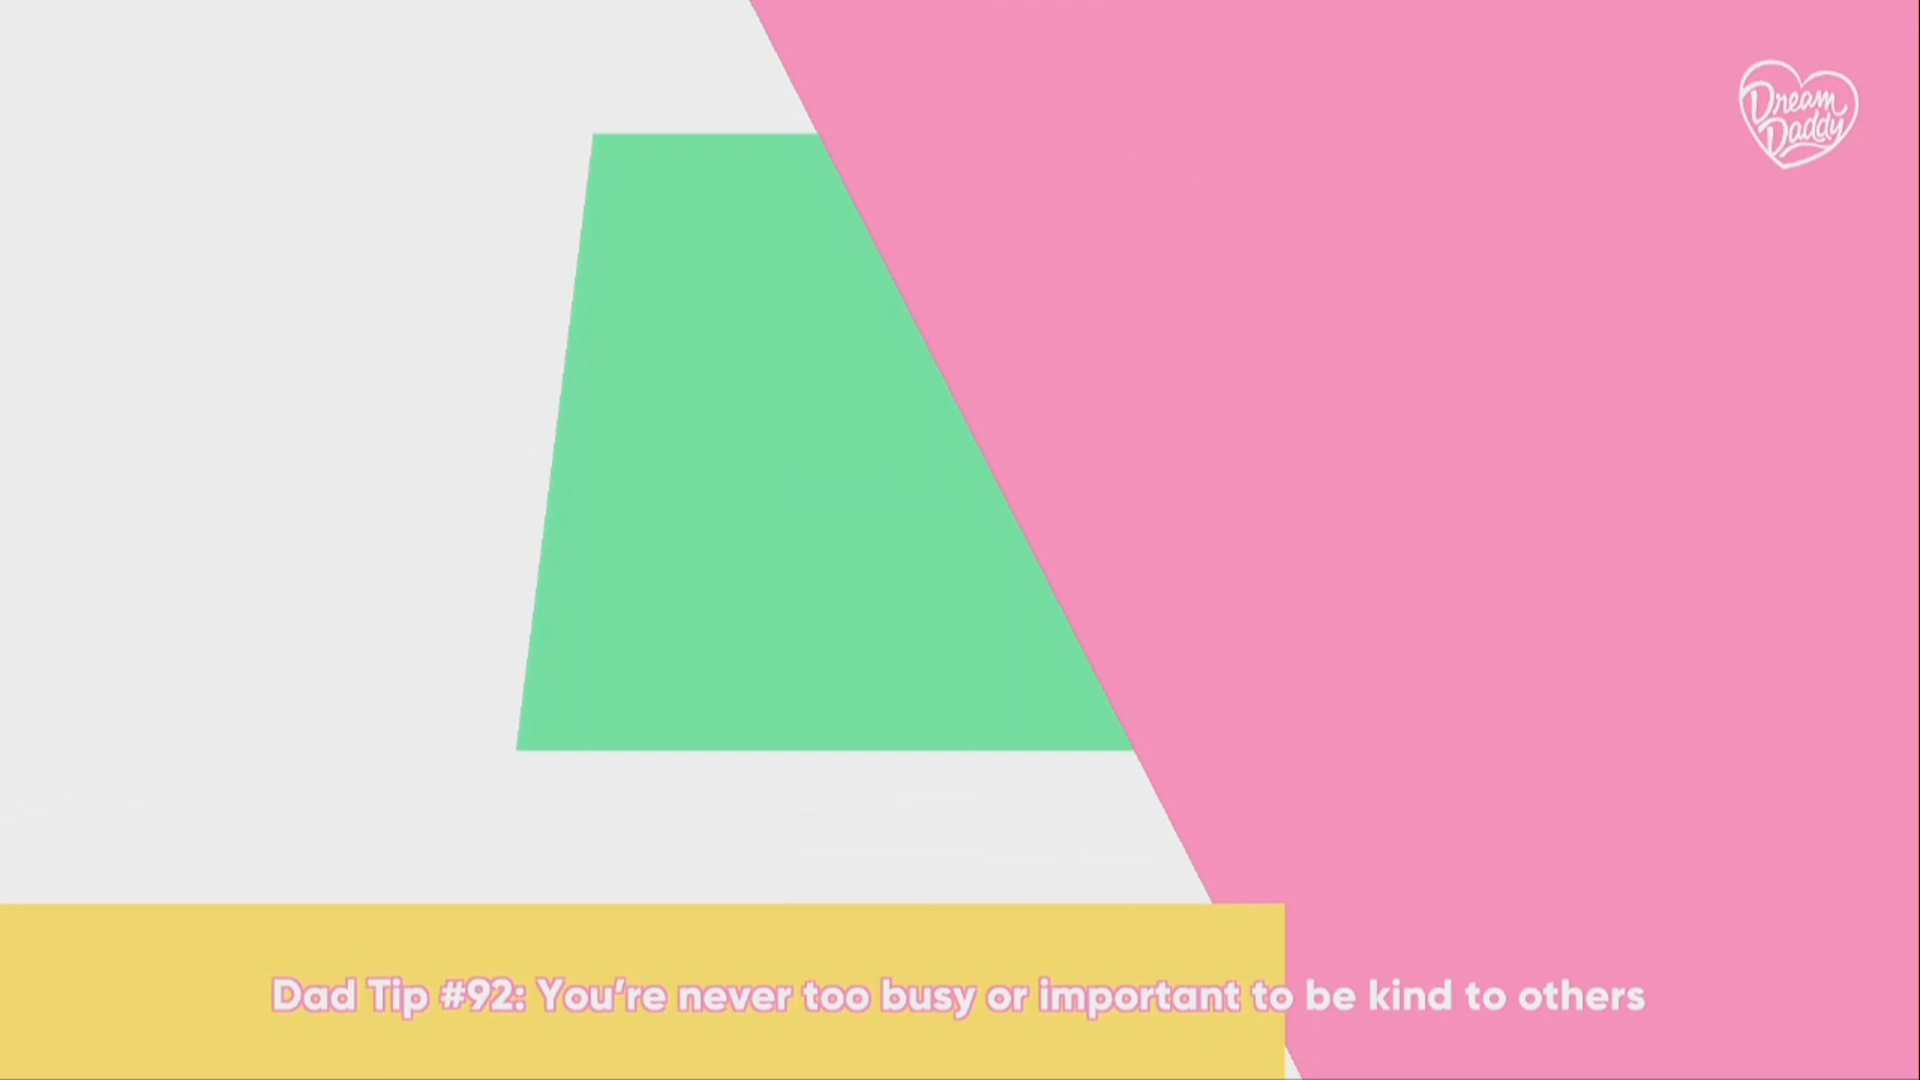 Dream
Daddy
Dad Tip #92: You're never too busy or important to be kind to others